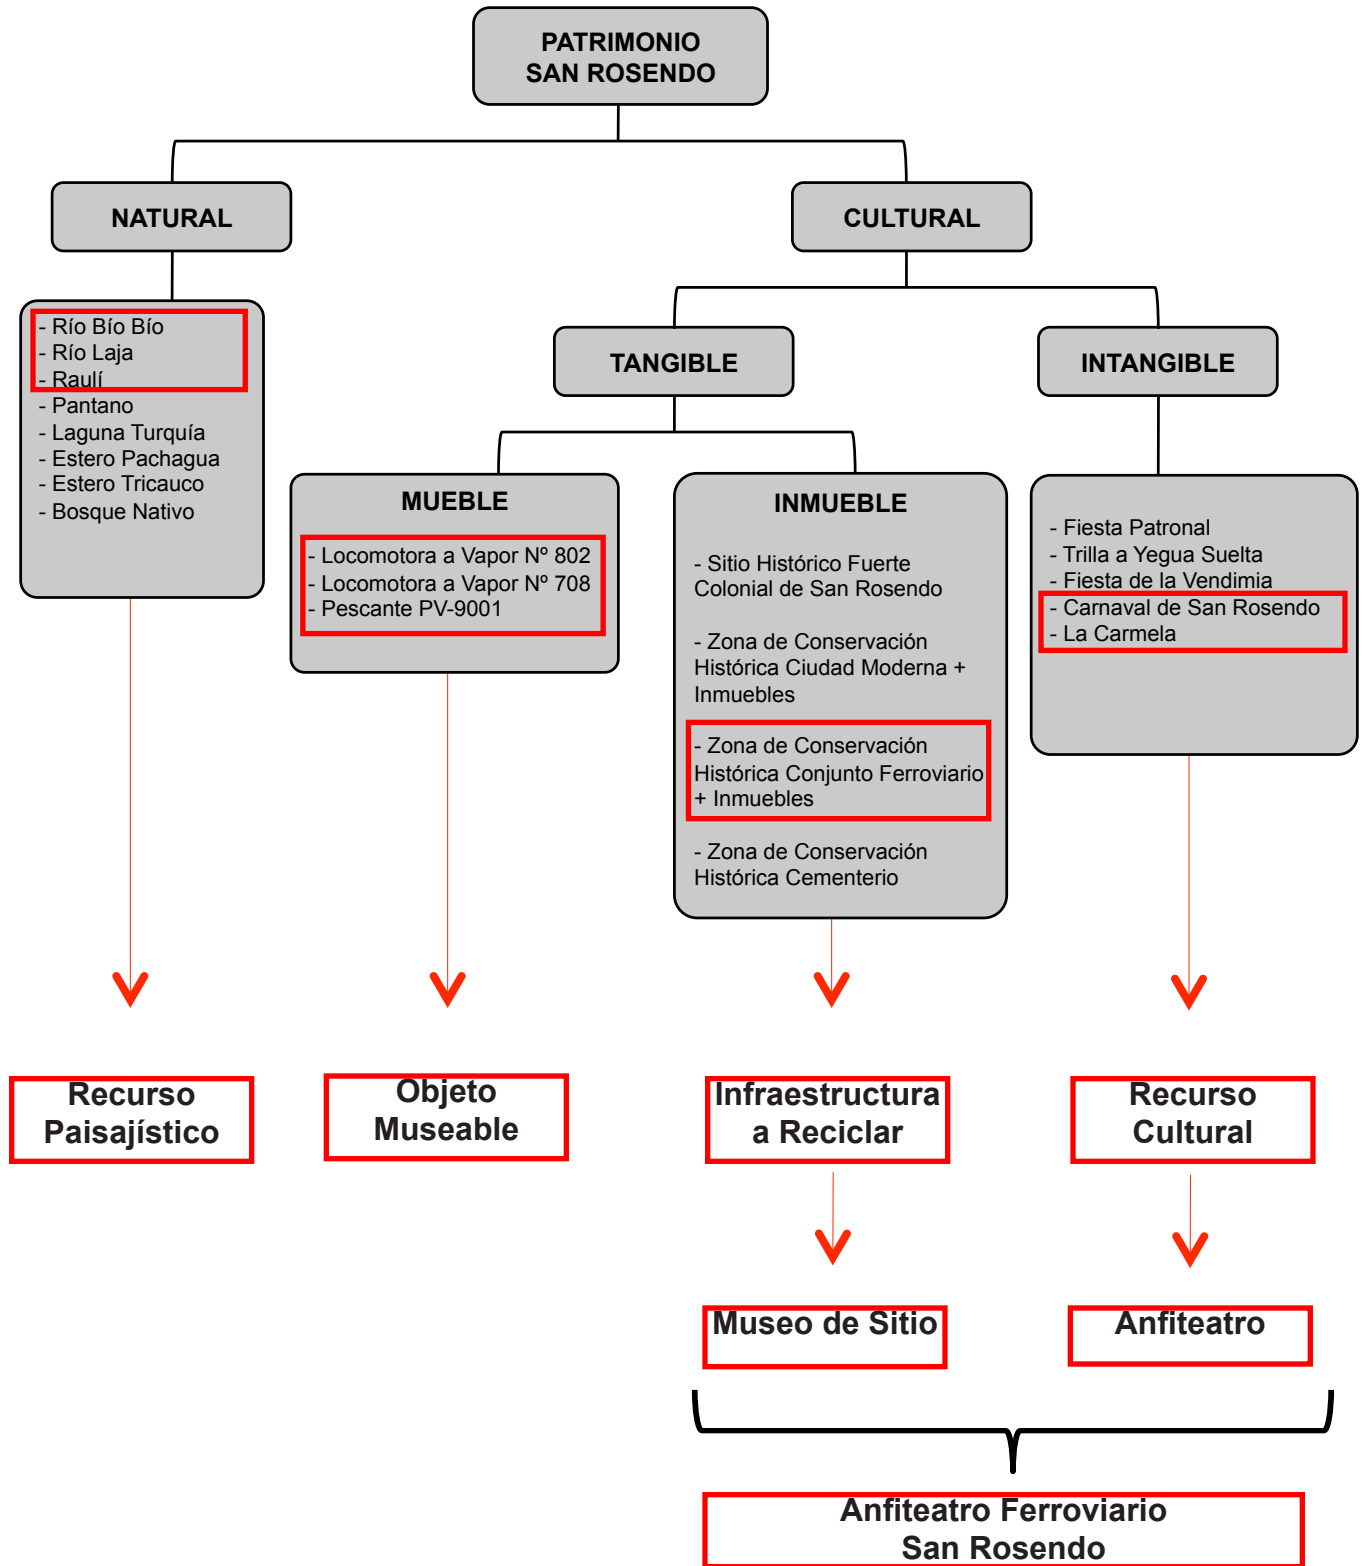 PATRIMONIO
SAN ROSENDO
NATURAL
CULTURAL
- Río Bío Bío
- Río Laja
- Raulí
- Pantano
- Laguna Turquía
- Estero Pachagua
- Estero Tricauco
- Bosque Nativo
TANGIBLE
INTANGIBLE
MUEBLE
- Locomotora a Vapor Nº 802
- Locomotora a Vapor Nº 708
- Pescante PV-9001
INMUEBLE
- Sitio Histórico Fuerte
Colonial de San Rosendo
- Zona de Conservación
Histórica Ciudad Moderna +
Inmuebles
- Zona de Conservación
Histórica Conjunto Ferroviario
+ Inmuebles
- Zona de Conservación
Histórica Cementerio
- Fiesta Patronal
- Trilla a Yegua Suelta
- Fiesta de la Vendimia
- Carnaval de San Rosendo
- La Carmela
Recurso
Paisajístico
Objeto
Museable
Infraestructura
a Reciclar
Recurso
Cultural
Museo de Sitio
Anfiteatro
Anfiteatro Ferroviario
San Rosendo